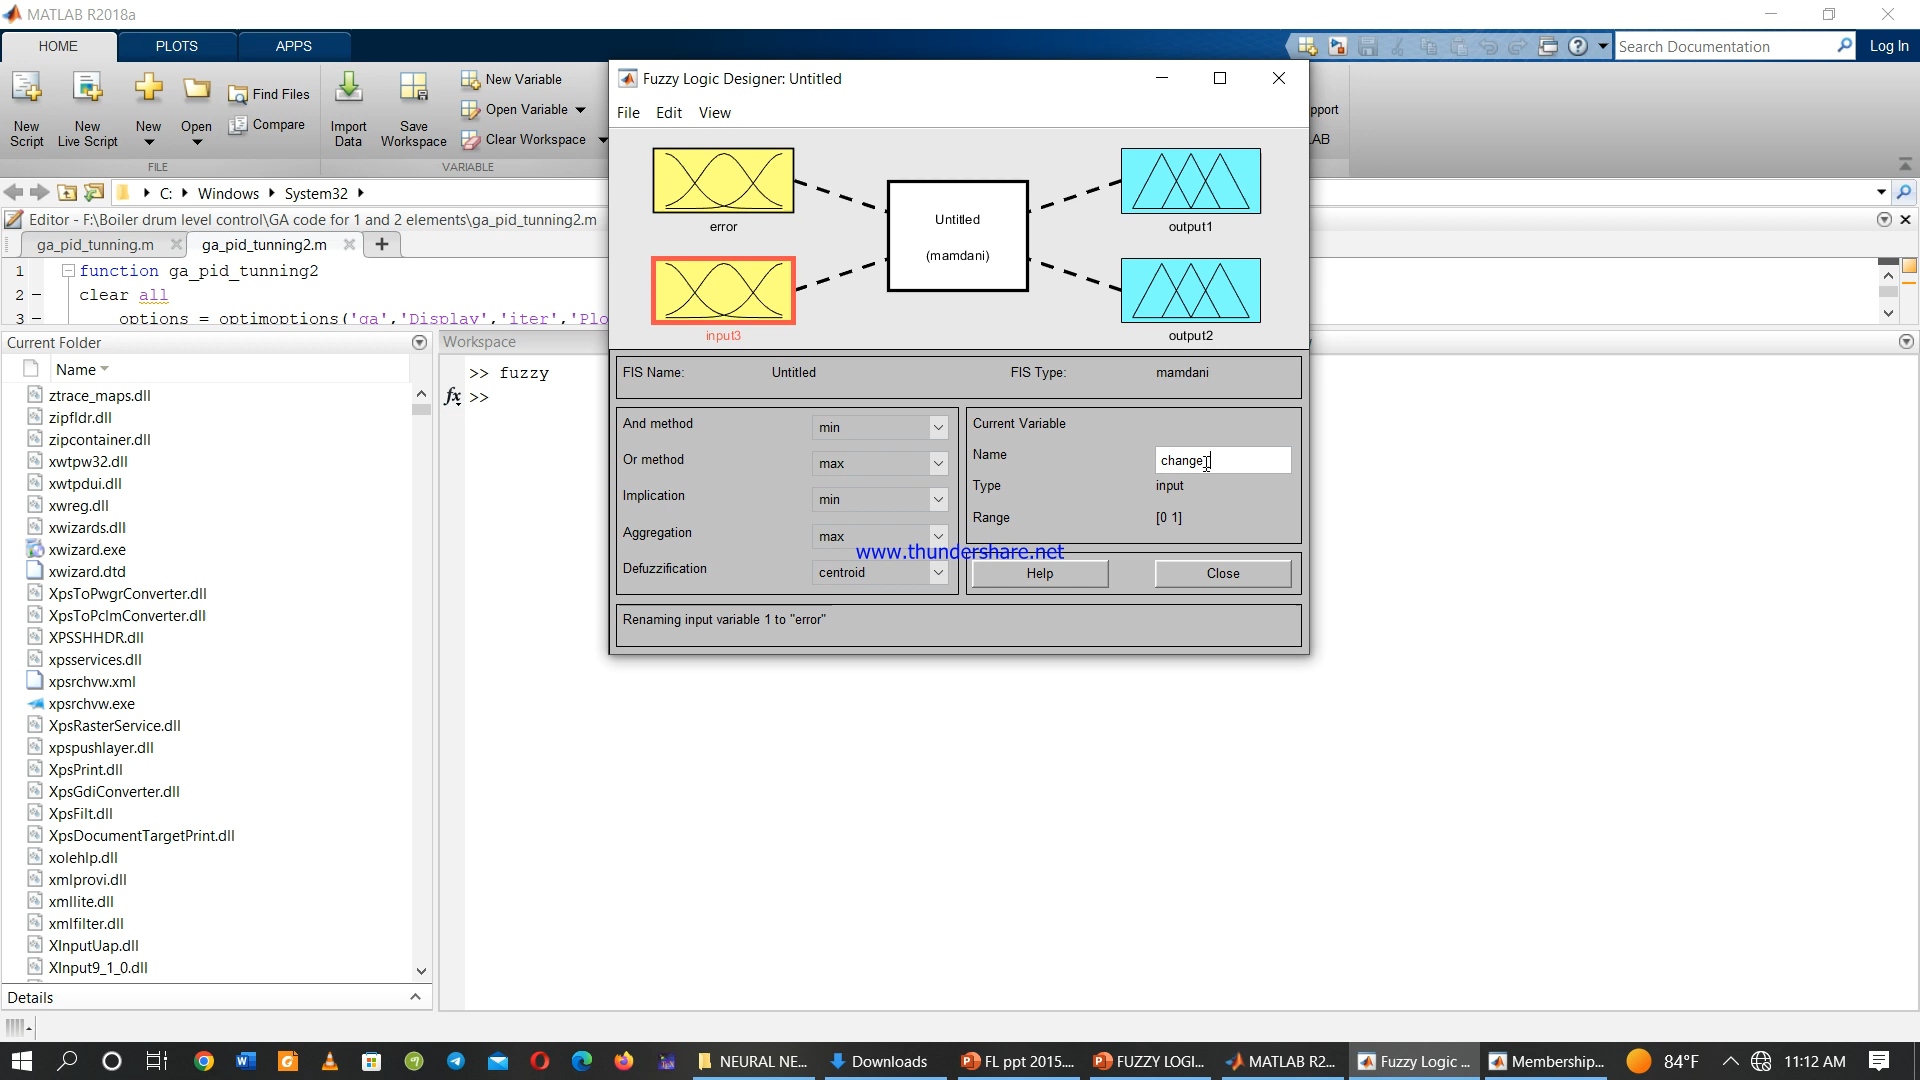 MATLAB R2018a
HOME PLOTS APPS
Search Documentation Log In
New Script
New Live Script
New
Open
Find Files
Compare
Import Data
Save Workspace
New Variable
Open Variable
Clear Workspace
FILE VARIABLE
C: Windows System32
Editor - F:\Boiler drum level control\GA code for 1 and 2 elements\ga_pid_tunning2.m
ga_pid_tunning.m ga_pid_tunning2.m +
1 function ga_pid_tunning2
2 – clear all
3 – options = optimoptions('ga','Display','iter','Plo
Current Folder
Name
ztrace_maps.dll
zipfldr.dll
zipcontainer.dll
xwtpw32.dll
xwtpdui.dll
xwreg.dll
xwizards.dll
xwizard.exe
xwizard.dtd
XpsToPwgrConverter.dll
XpsToPclmConverter.dll
XPSSHHDR.dll
xpsservices.dll
xpsrchvw.xml
xpsrchvw.exe
XpsRasterService.dll
xpspushlayer.dll
XpsPrint.dll
XpsGdiConverter.dll
XpsFilt.dll
XpsDocumentTargetPrint.dll
xolehlp.dll
xmlprovi.dll
xmllite.dll
xmlfilter.dll
XInputUap.dll
XInput9_1_0.dll
Details
Workspace
>> fuzzy
fx >>
Fuzzy Logic Designer: Untitled
File Edit View
error
input3
Untitled
(mamdani)
output1
output2
FIS Name: Untitled FIS Type: mamdani
And method min
Or method max
Implication min
Aggregation max
Defuzzification centroid
Current Variable
Name change
Type input
Range [0 1]
www.thundershare.net
Help Close
Renaming input variable 1 to "error"
pport
AB
NEURAL NE... Downloads FL ppt 2015.... FUZZY LOGI... MATLAB R2... Fuzzy Logic ... Membership... 84°F 11:12 AM